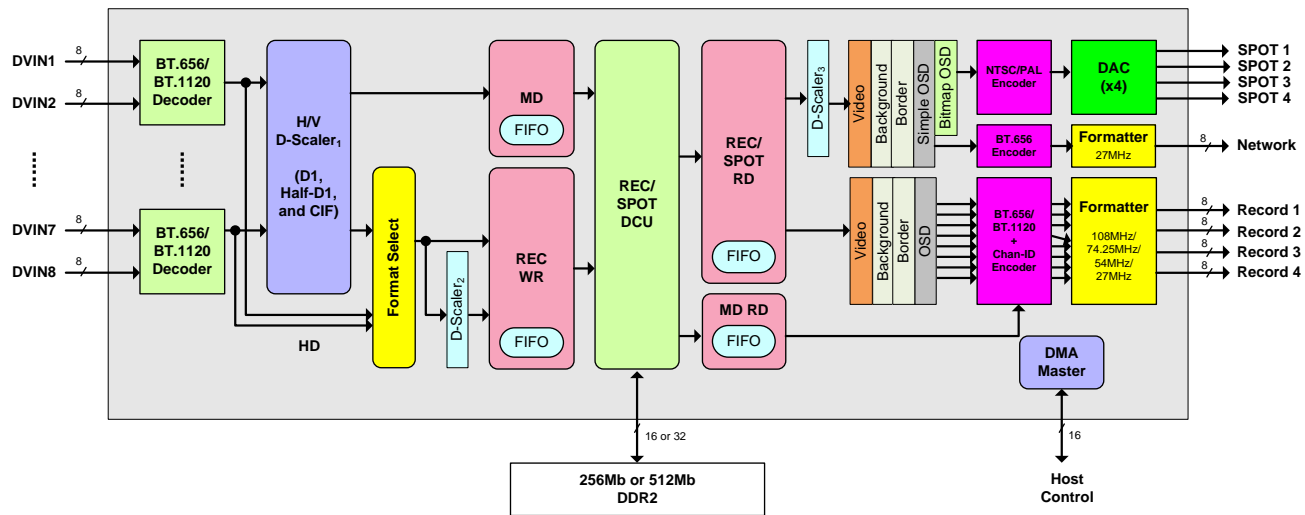 DVIN1
8
DVIN2
DVIN7
8
DVIN8
8
BT.656/
BT.1120
Decoder
BT.656/
BT.1120
Decoder
H/V
D-Scaler1
(D1,
Half-D1,
and CIF)
HD
Format Select
D-Scaler2
MD
FIFO
REC
WR
FIFO
REC/
SPOT
DCU
REC/
SPOT
RD
FIFO
MD RD
FIFO
D-Scaler3
Video
Background
Border
Simple OSD
Bitmap OSD
Video
Background
Border
OSD
NTSC/PAL
Encoder
BT.656
Encoder
BT.656/
BT.1120
+
Chan-ID
Encoder
DAC
(x4)
Formatter
27MHz
Formatter
108MHz/
74.25MHz/
54MHz/
27MHz
SPOT 1
SPOT 2
SPOT 3
SPOT 4
8
Network
8
Record 1
8
Record 2
8
Record 3
8
Record 4
DMA
Master
16 or 32
16
256Mb or 512Mb
DDR2
Host
Control